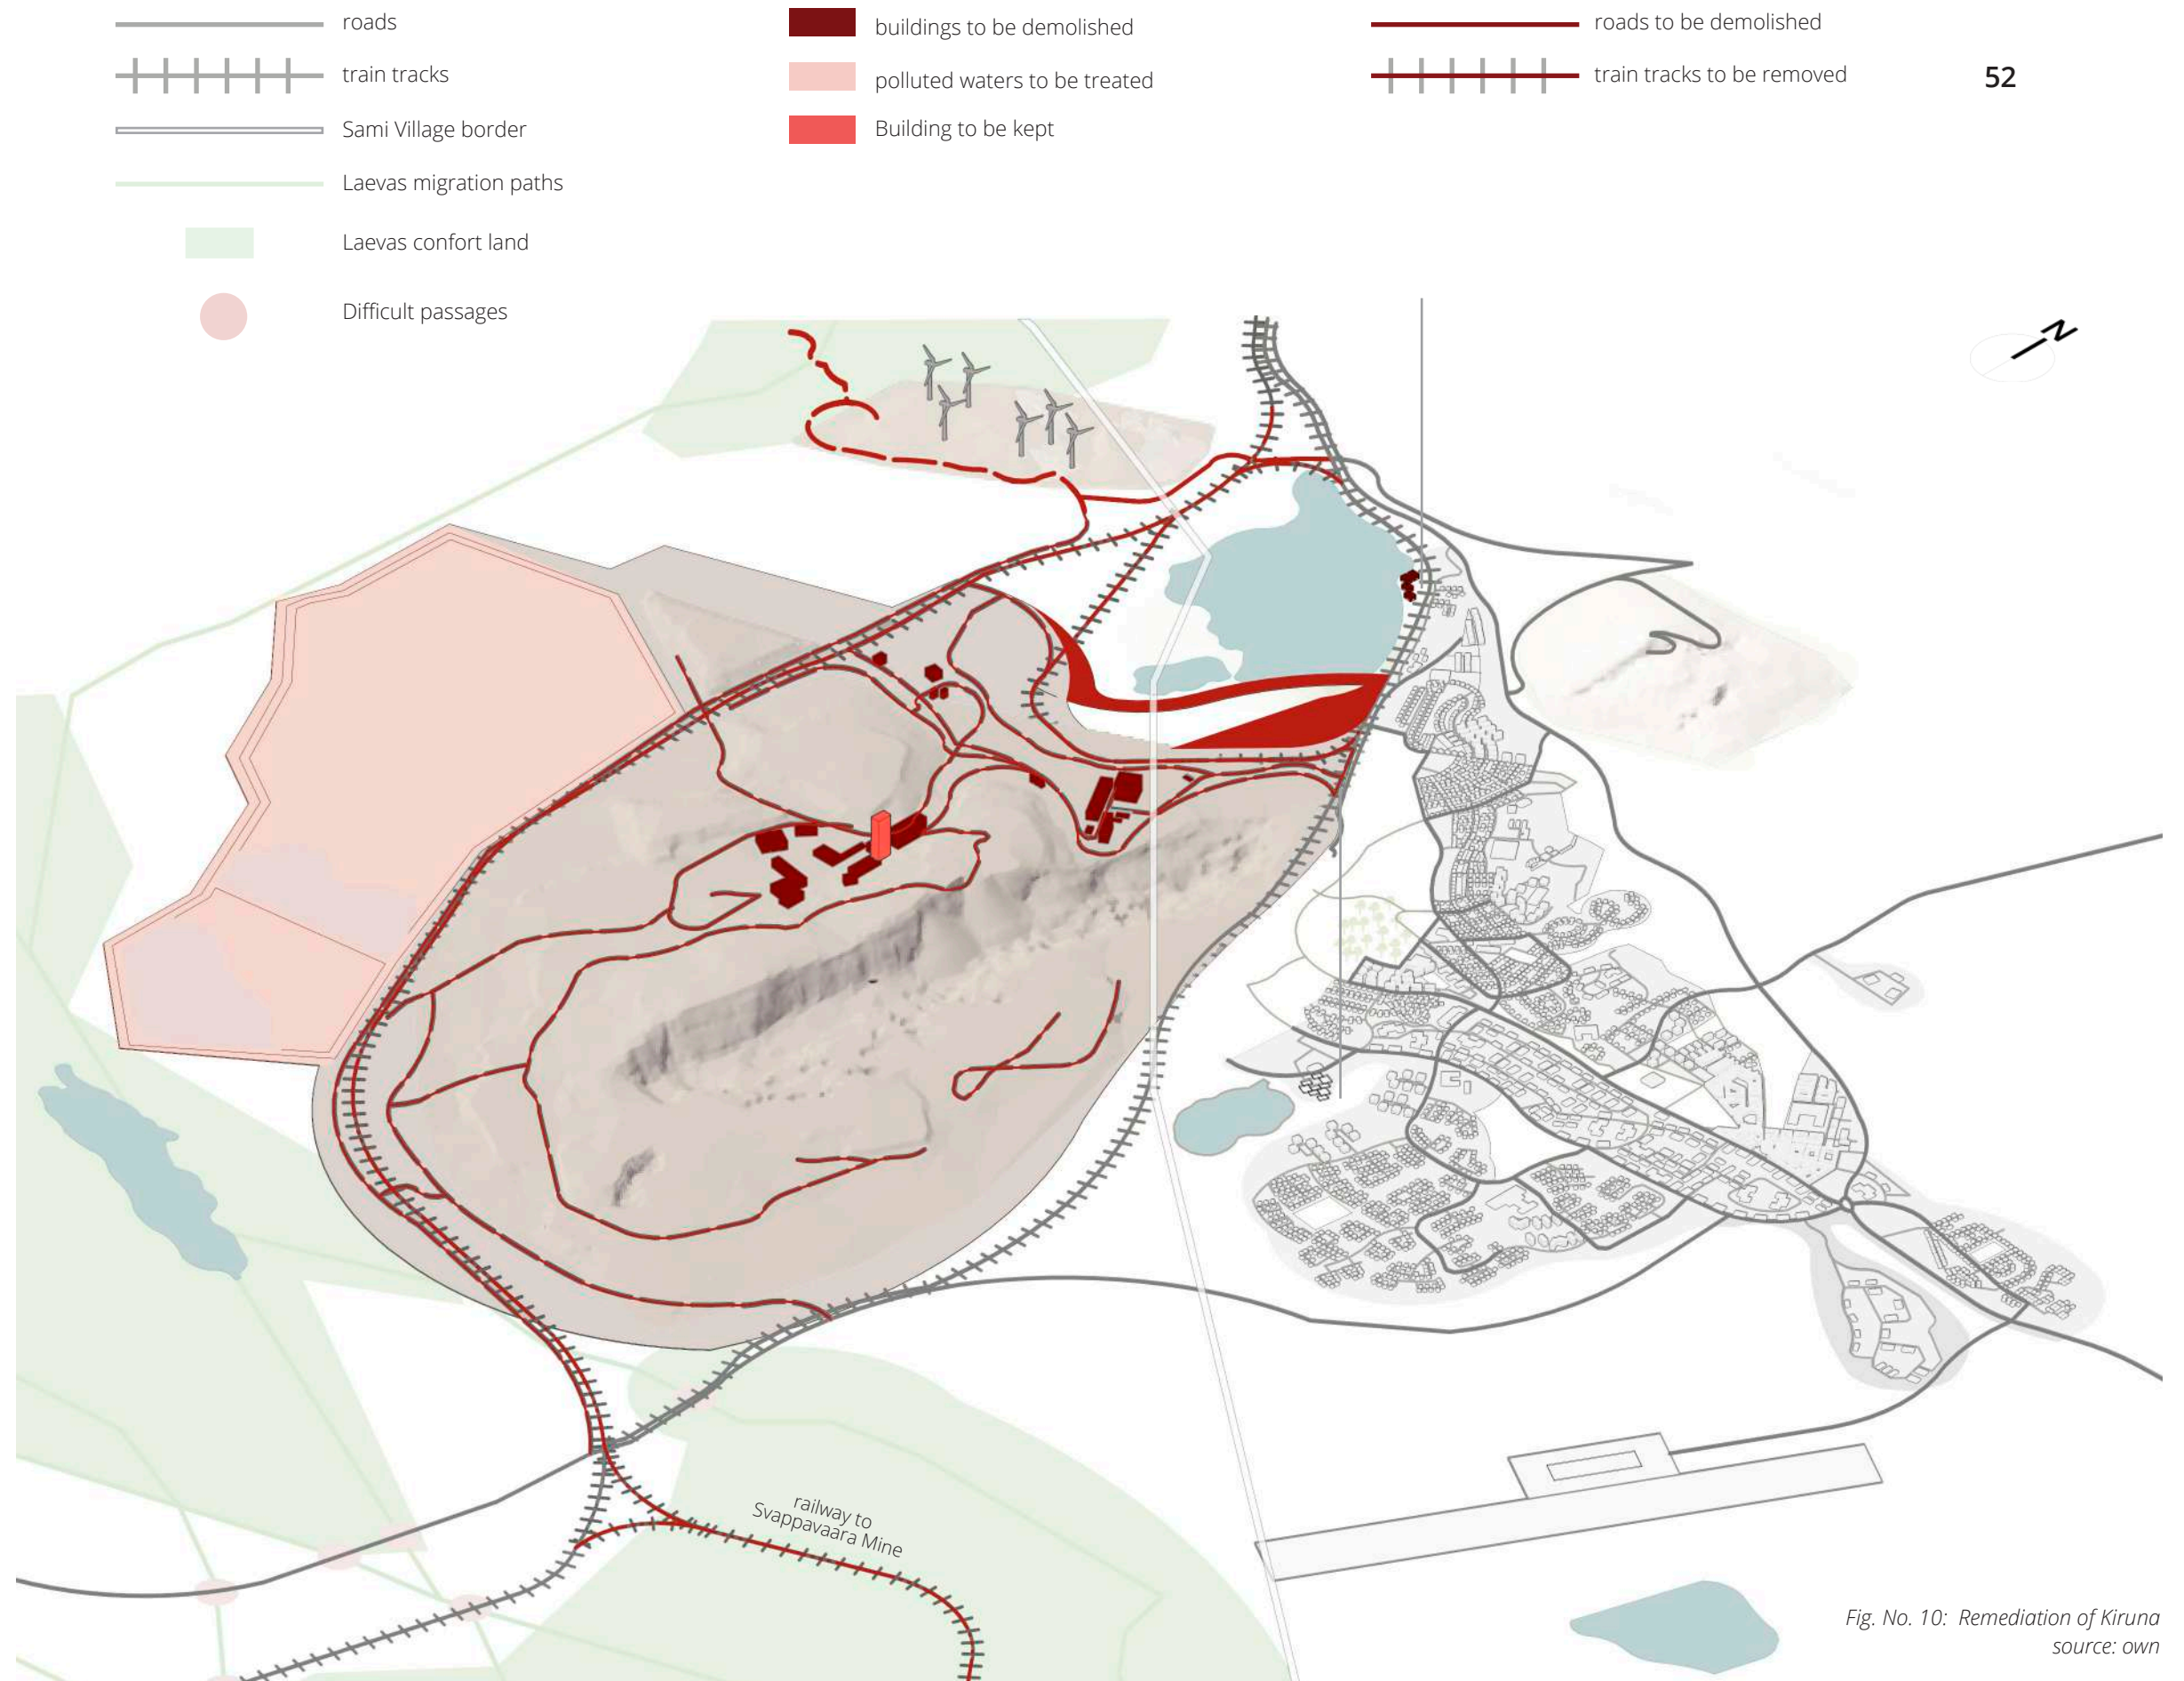 roads
train tracks
Sami Village border
Laevas migration paths
Laevas confort land
Difficult passages
buildings to be demolished
polluted waters to be treated
Building to be kept
roads to be demolished
train tracks to be removed
52
N
railway to
Svappavaara Mine
Fig. No. 10: Remediation of Kiruna
source: own